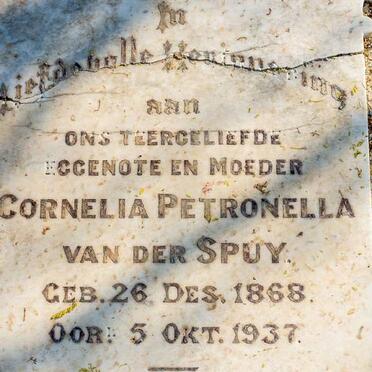 In
Liefdevolle Herinnering
aan
ONS TEERGELIEFDE
EGGENOTE EN MOEDER
CORNELIA PETRONELLA
VAN DER SPUY.
GEB. 26 DES. 1868.
OOR. 5 OKT. 1937.